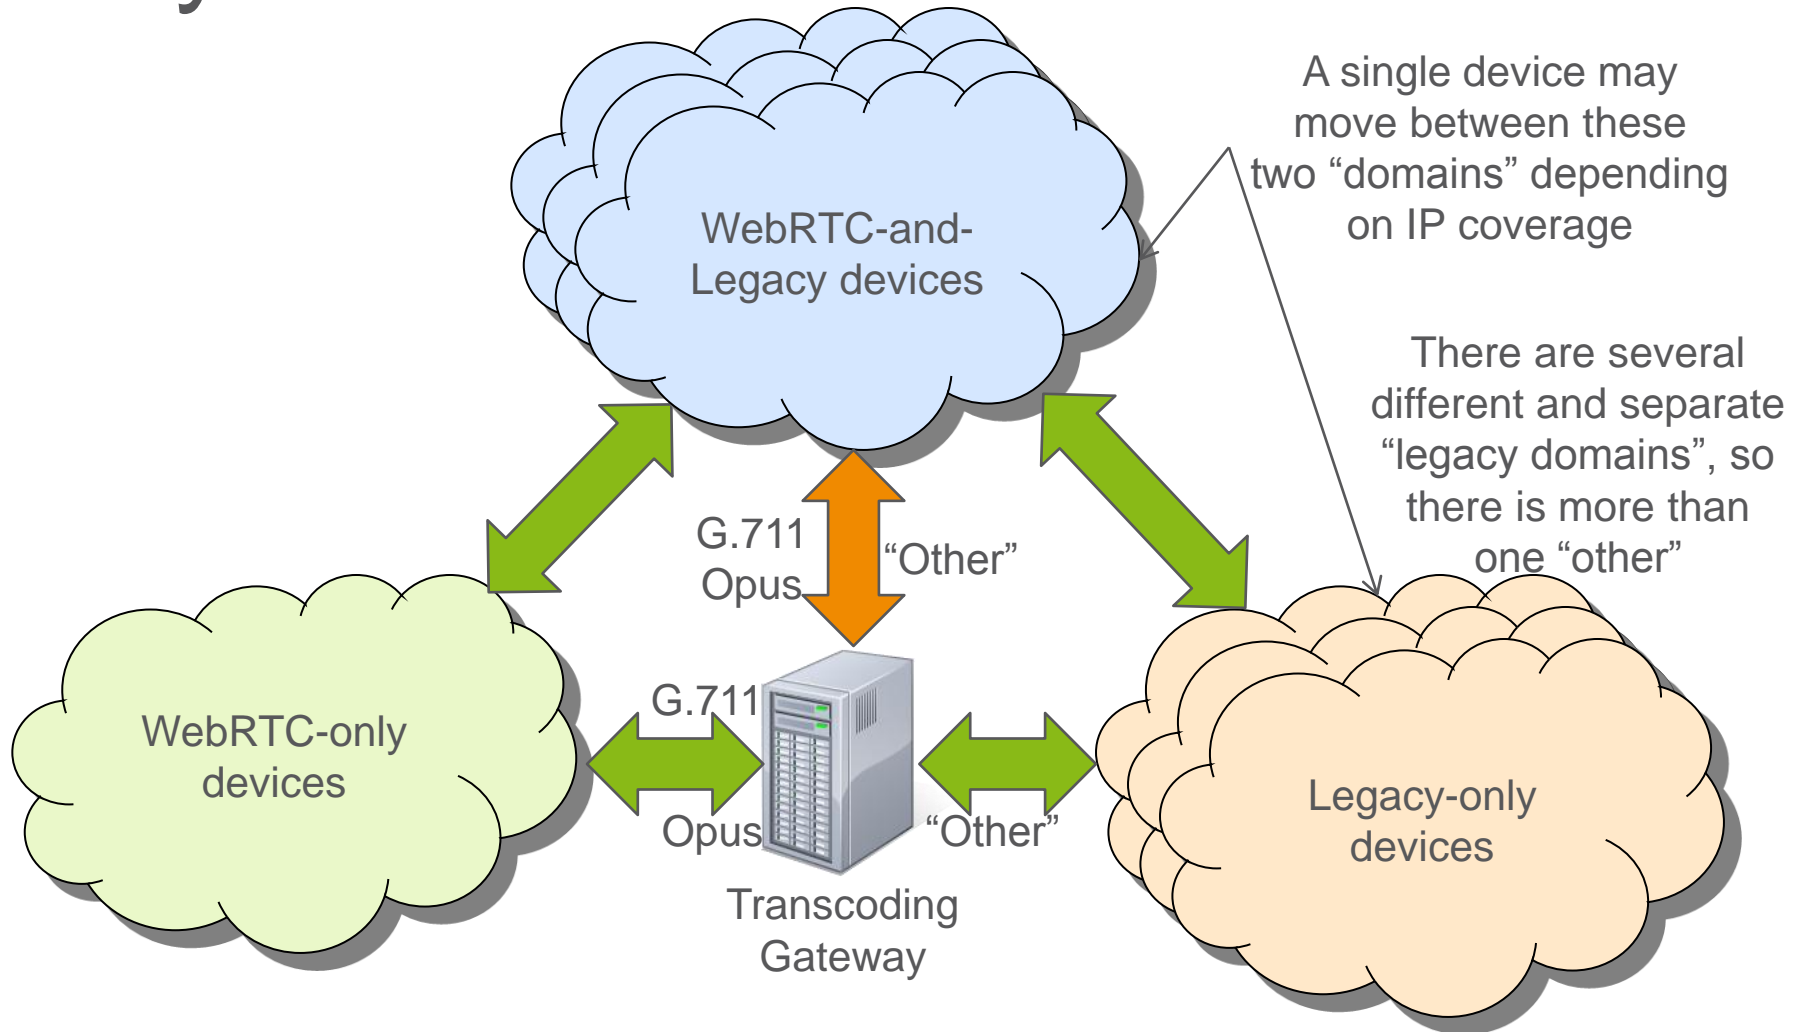 A single device may
move between these
two “domains” depending
on IP coverage
WebRTC-and-
Legacy devices
There are several
different and separate
“legacy domains”, so
there is more than
one “other”
G.711
Opus
“Other”
G.711
Opus
“Other”
WebRTC-only
devices
Legacy-only
devices
Transcoding
Gateway